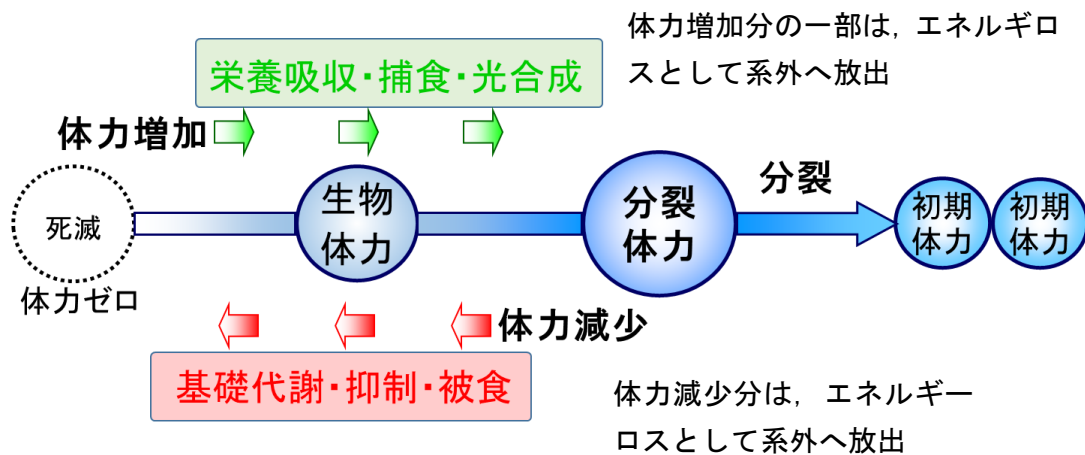 体力増加分の一部は, エネルギロ
スとして系外へ放出
栄養吸収・捕食・光合成
体力増加
死滅
体力ゼロ
生物
体力
分裂
体力
分裂
初期
体力
初期
体力
体力減少
基礎代謝・抑制・被食
体力減少分は, エネルギー
ロスとして系外へ放出